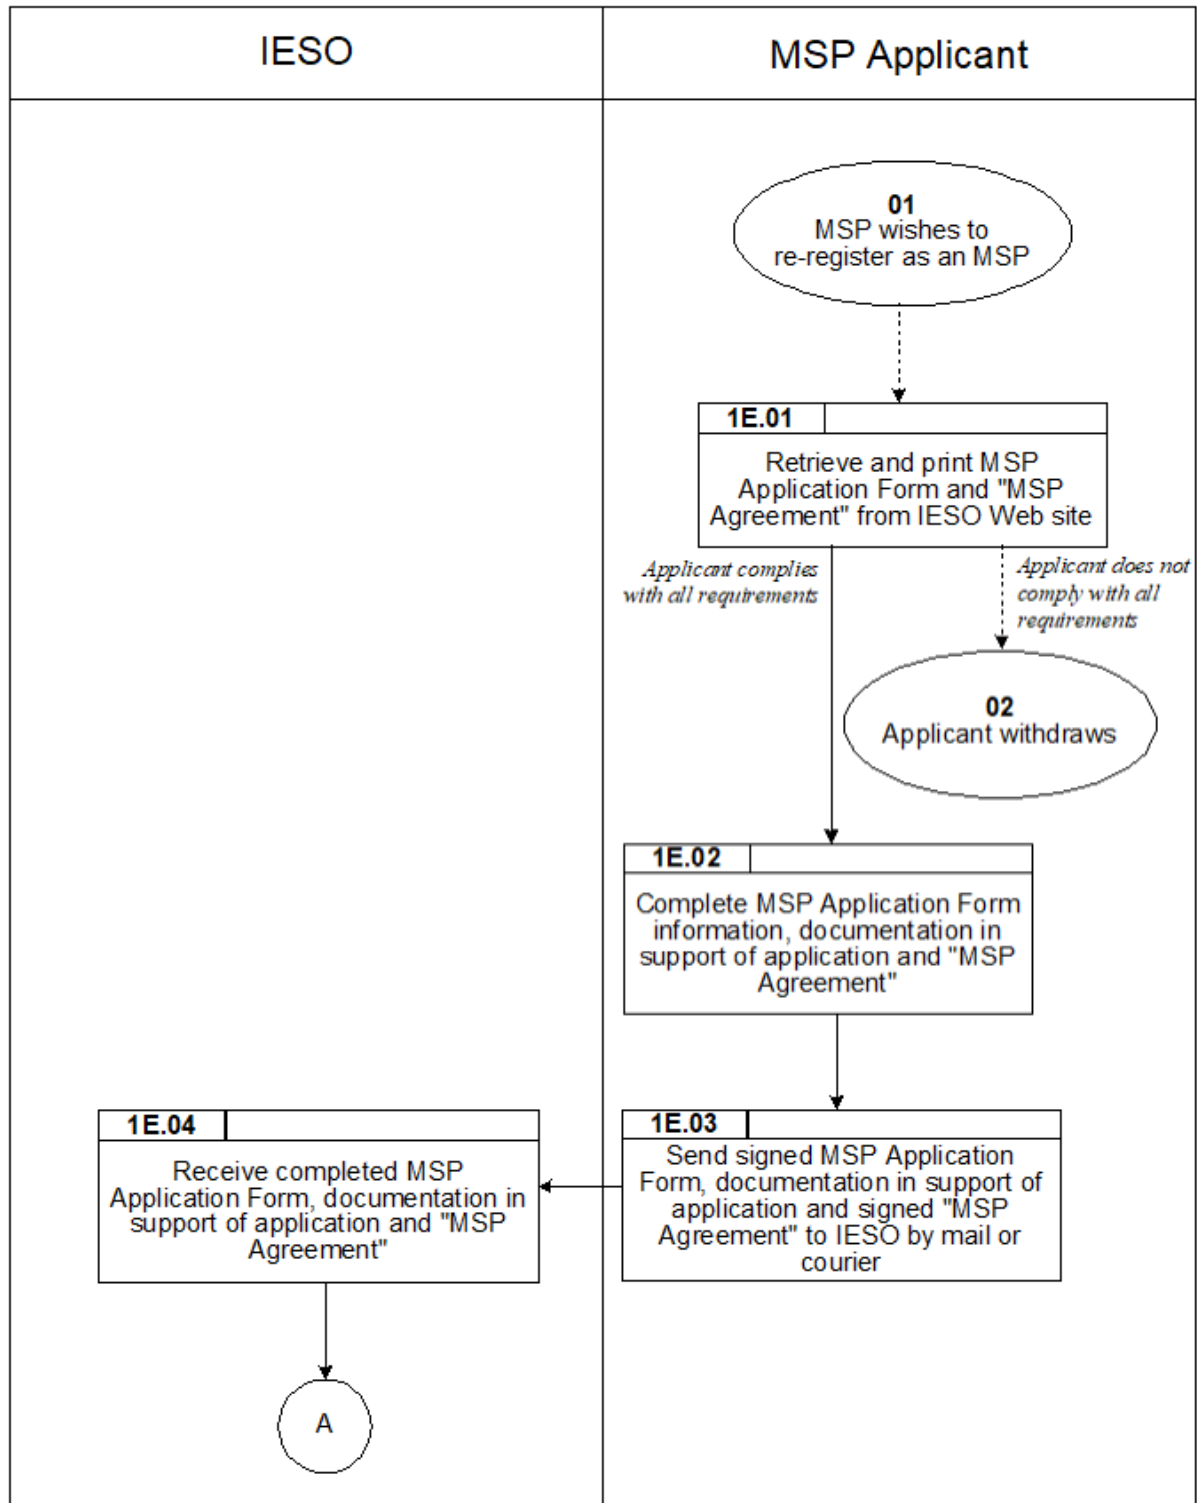 IESO
MSP Applicant
01
MSP wishes to
re-register as an MSP
1E.01
Retrieve and print MSP
Application Form and "MSP
Agreement" from IESO Web site
Applicant complies
with all requirements
Applicant does not
comply with all
requirements
02
Applicant withdraws
1E.02
Complete MSP Application Form
information, documentation in
support of application and "MSP
Agreement"
1E.03
Send signed MSP Application
Form, documentation in support of
application and signed "MSP
Agreement" to IESO by mail or
courier
1E.04
Receive completed MSP
Application Form, documentation in
support of application and "MSP
Agreement"
A